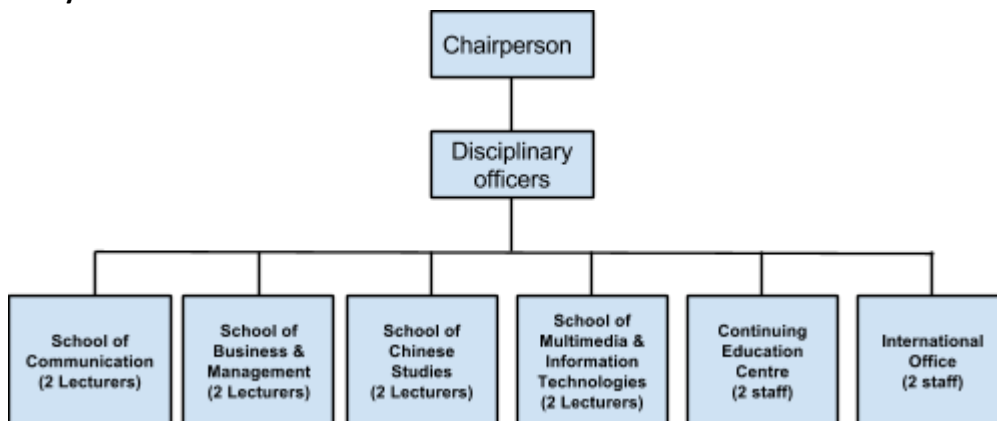 Chairperson
Disciplinary
officers
School of
Communication
(2 Lecturers)
School of
Business &
Management
(2 Lecturers)
School of
Chinese
Studies
(2 Lecturers)
School of
Multimedia &
Information
Technologies
(2 Lecturers)
Continuing
Education
Centre
(2 staff)
International
Office
(2 staff)